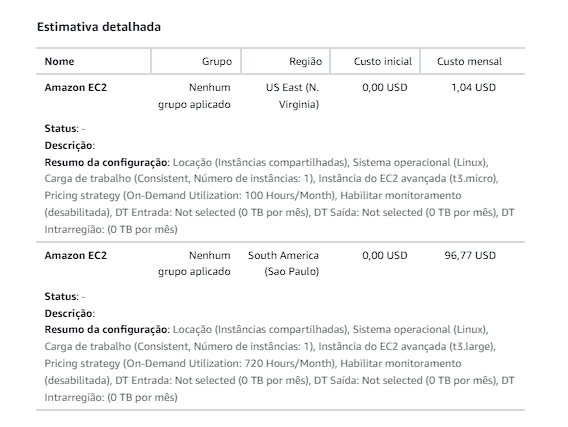 Estimativa detalhada
Nome Grupo Região Custo inicial Custo mensal
Amazon EC2 Nenhum US East (N. 0,00 USD 1,04 USD
grupo aplicado Virginia)
Status: -
Descrição:
Resumo da configuração: Locação (Instâncias compartilhadas), Sistema operacional (Linux),
Carga de trabalho (Consistent, Número de instâncias: 1), Instância do EC2 avançada (t3.micro),
Pricing strategy (On-Demand Utilization: 100 Hours/Month), Habilitar monitoramento
(desabilitada), DT Entrada: Not selected (0 TB por mês), DT Saída: Not selected (0 TB por mês), DT
Intrarregião: (0 TB por mês)
Amazon EC2 Nenhum South America 0,00 USD 96,77 USD
grupo aplicado (Sao Paulo)
Status: -
Descrição:
Resumo da configuração: Locação (Instâncias compartilhadas), Sistema operacional (Linux),
Carga de trabalho (Consistent, Número de instâncias: 1), Instância do EC2 avançada (t3.large),
Pricing strategy (On-Demand Utilization: 720 Hours/Month), Habilitar monitoramento
(desabilitada), DT Entrada: Not selected (0 TB por mês), DT Saída: Not selected (0 TB por mês), DT
Intrarregião: (0 TB por mês)